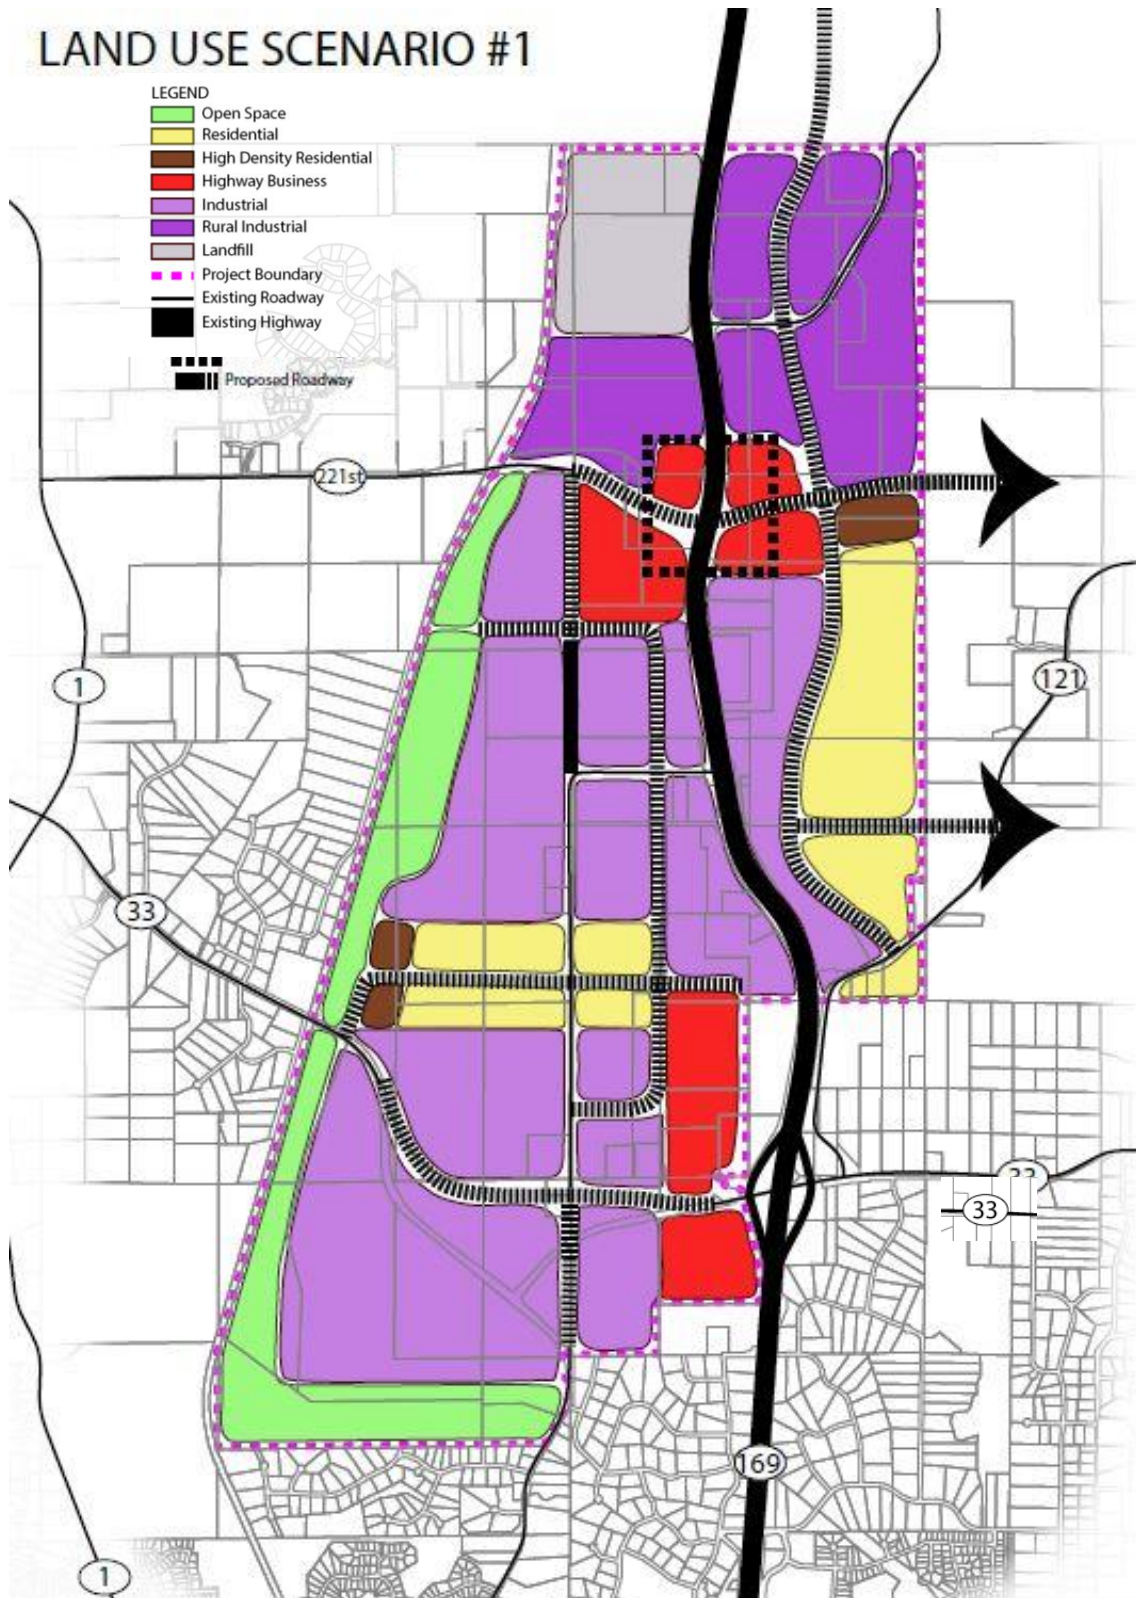 LAND USE SCENARIO #1
LEGEND
Open Space
Residential
High Density Residential
Highway Business
Industrial
Rural Industrial
Landfill
Project Boundary
Existing Roadway
Existing Highway
Proposed Roadway
221st
1
121
33
33
33
169
1